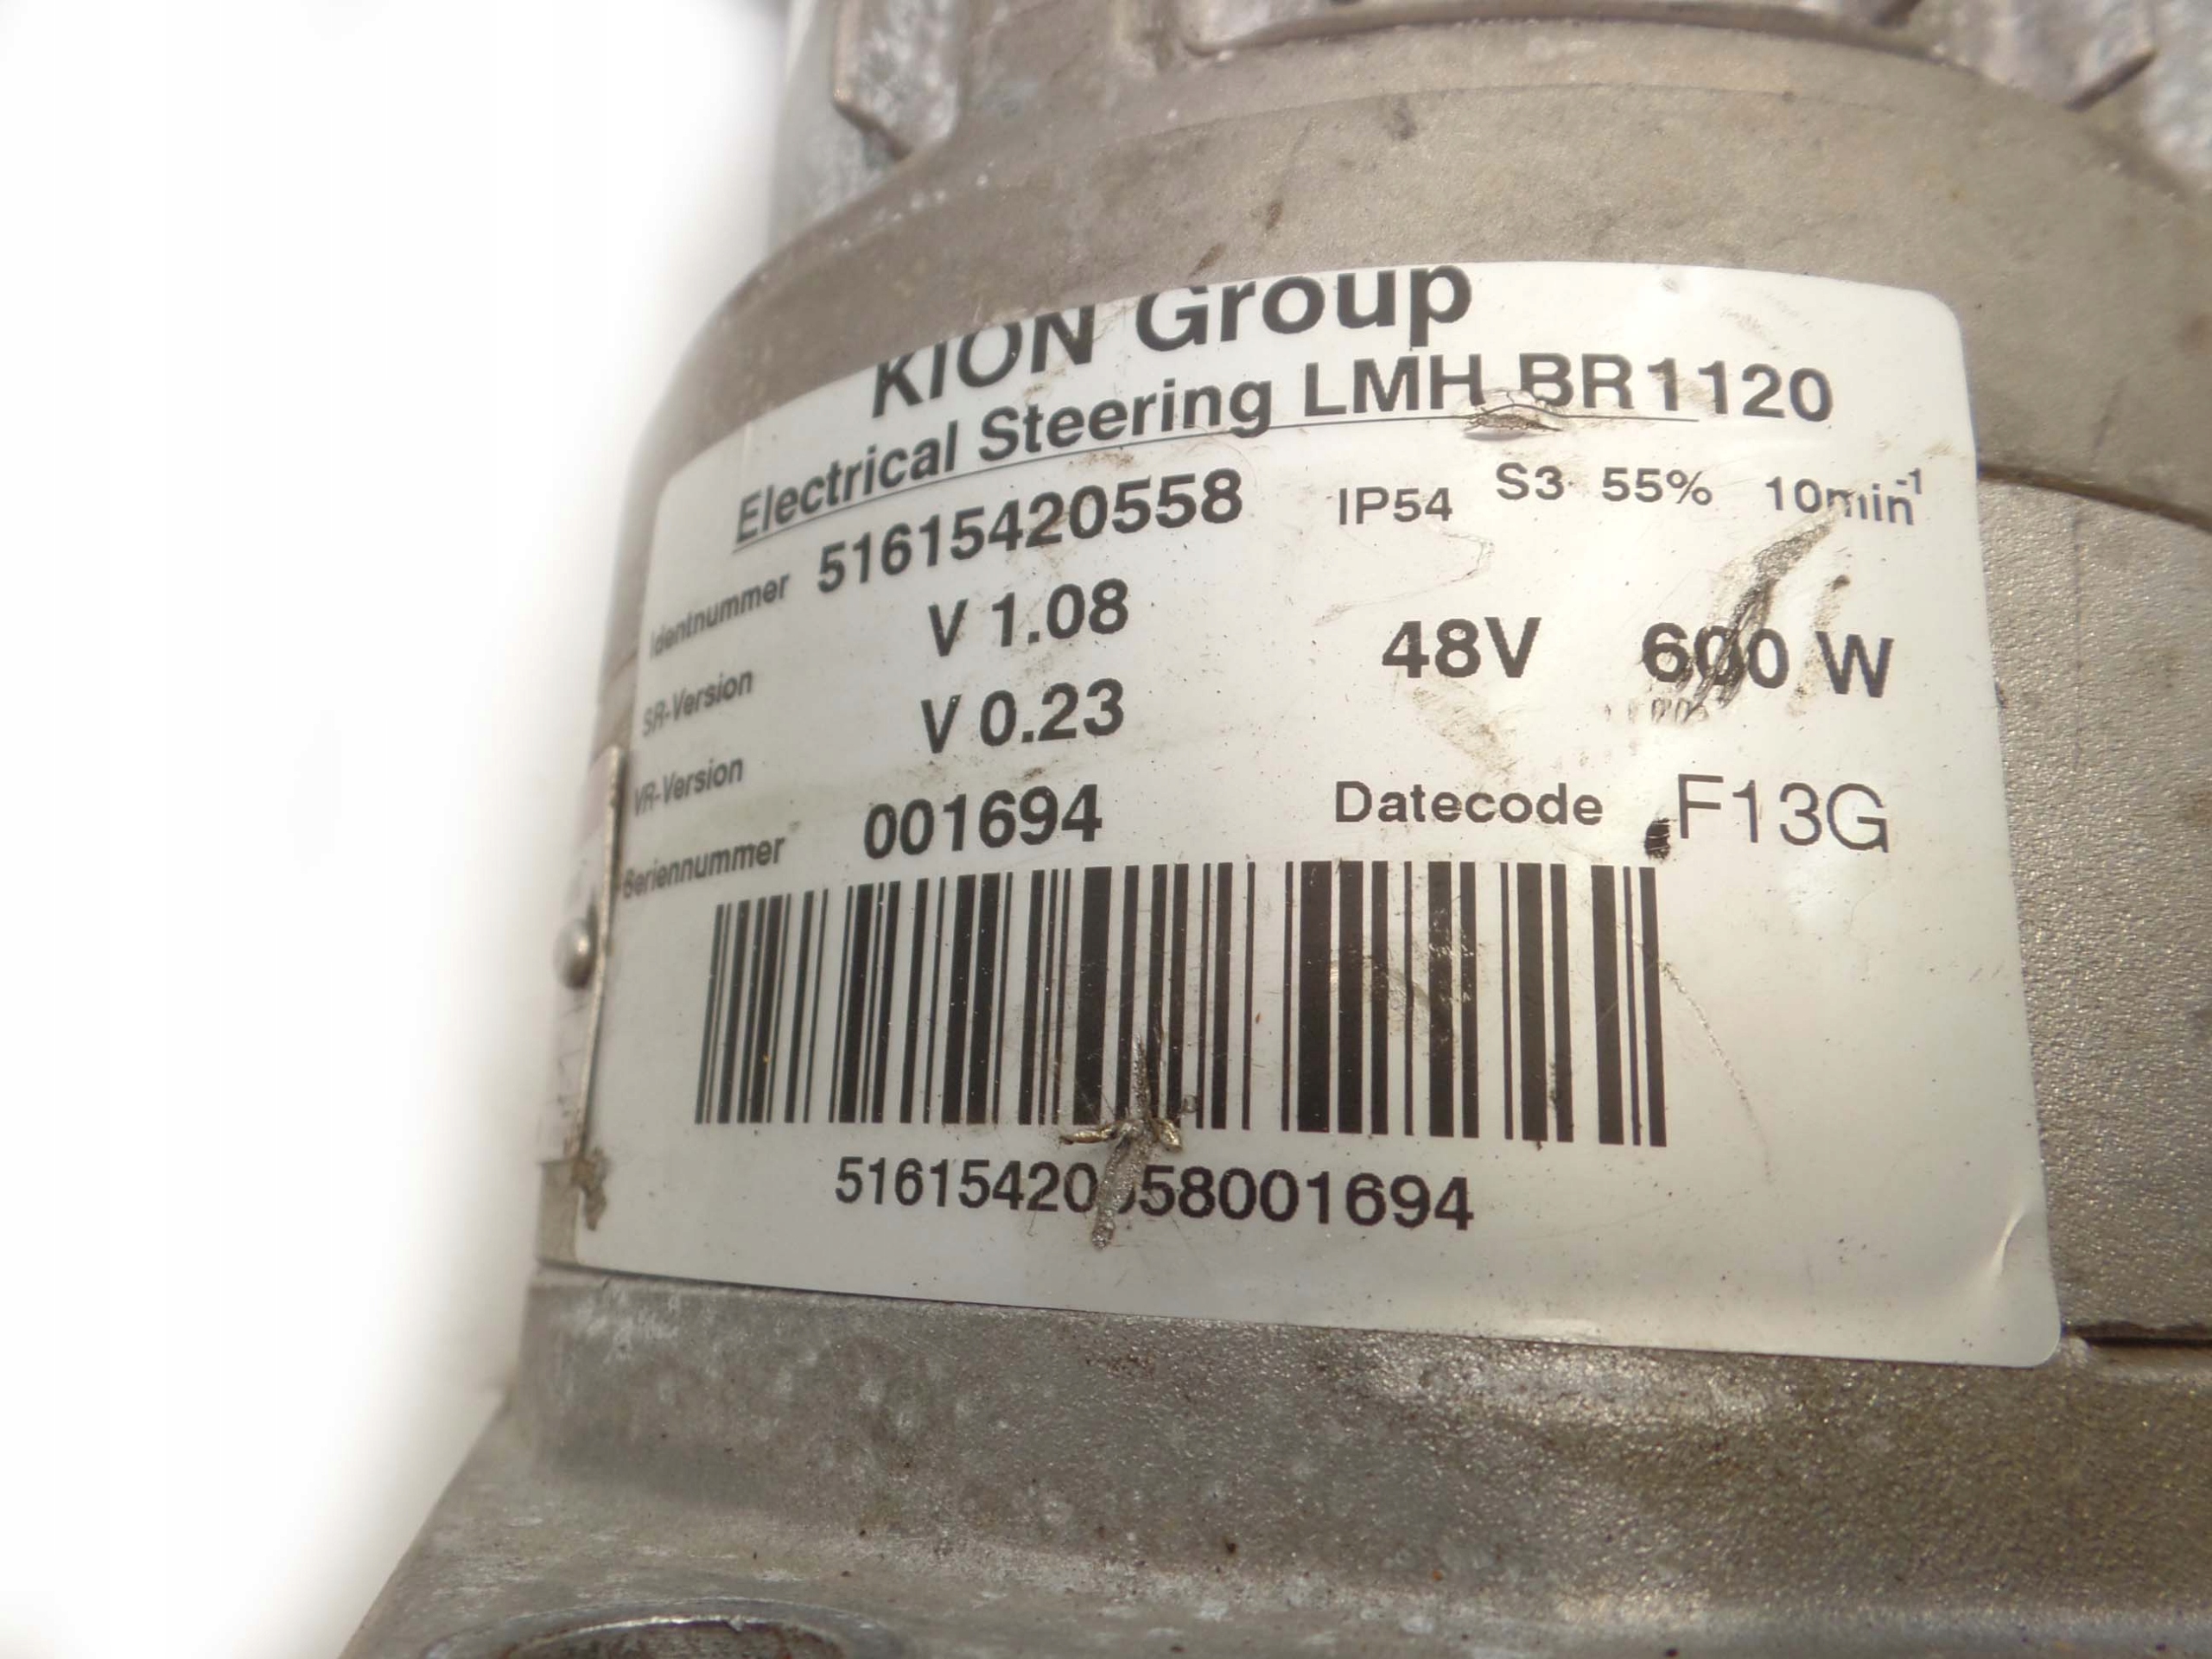 KION Group
Electrical Steering LMH BR1120
Identnummer 51615420558 IP54 S3 55% 10min⁻¹
SR-Version V 1.08 48V 600 W
VR-Version V 0.23
Seriennummer 001694 Datecode F13G
51615420558001694